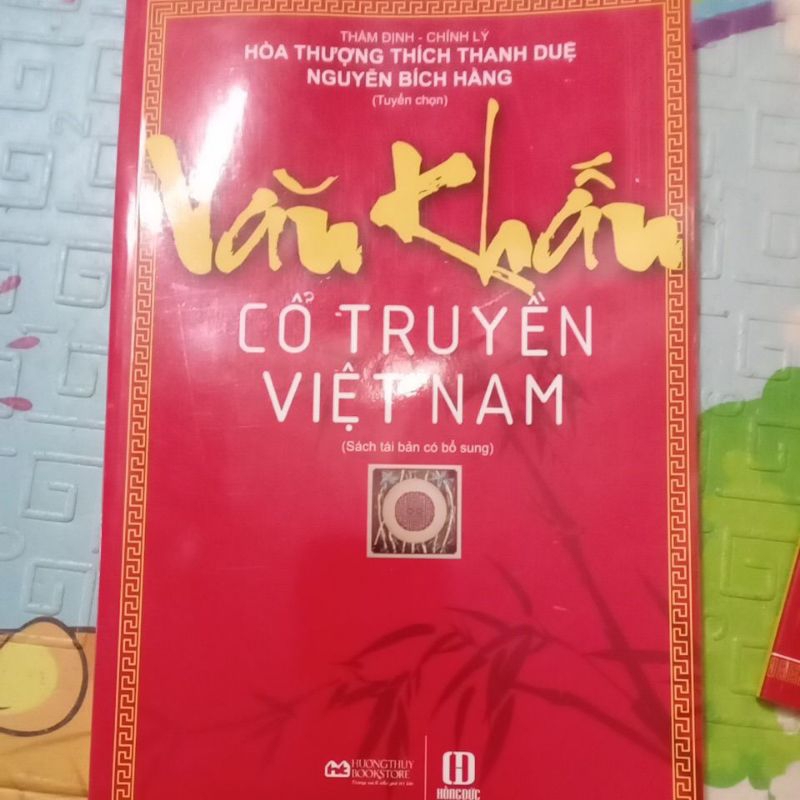 THẨM ĐỊNH - CHỈNH LÝ
HÒA THƯỢNG THÍCH THANH DUỆ
NGUYỄN BÍCH HẰNG
(Tuyển chọn)
Văn Khấn
CỔ TRUYỀN
VIỆT NAM
(Sách tái bản có bổ sung)
HUONGTHUY
BOOKSTORE
HỒNG ĐỨC